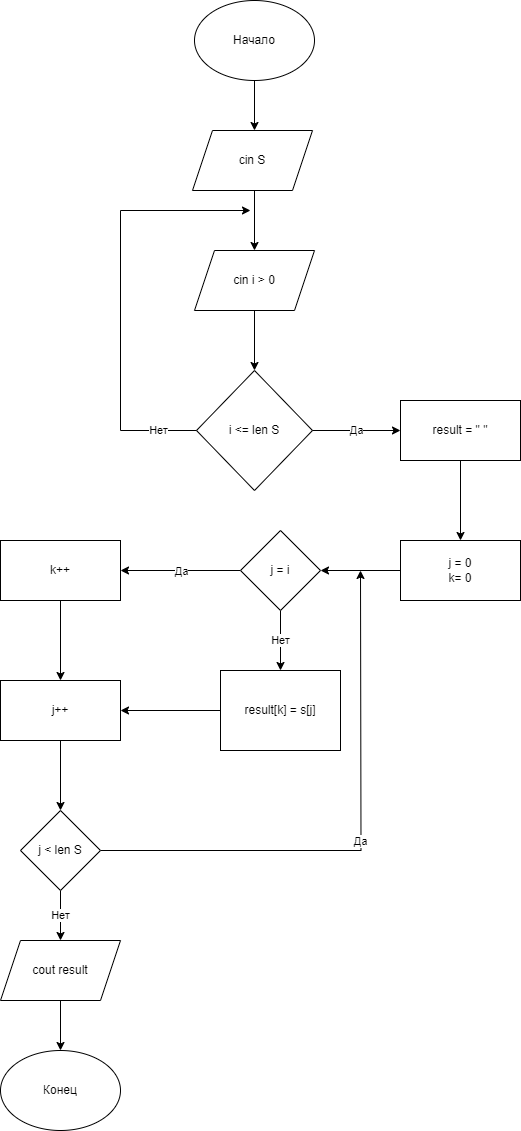 Начало
cin S
cin i > 0
i <= len S
Нет
Да
result = " "
j = 0
k= 0
j = i
Да
k++
Нет
result[k] = s[j]
j++
j < len S
Да
Нет
cout result
Конец